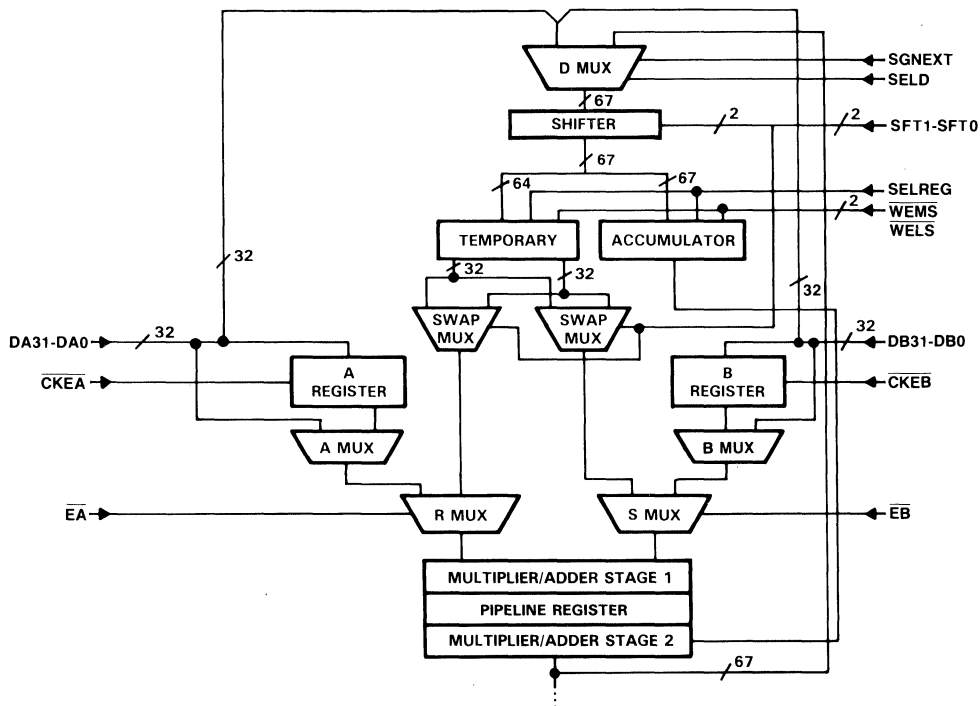 D MUX
SGNEXT
SELD
67
SHIFTER
2
2
SFT1-SFT0
67
64
67
SELREG
2
WEMS
WELS
TEMPORARY
ACCUMULATOR
32
32
32
32
SWAP
MUX
SWAP
MUX
DA31-DA0
32
32
DB31-DB0
CKEA
A
REGISTER
B
REGISTER
CKEB
A MUX
B MUX
EA
R MUX
S MUX
EB
MULTIPLIER/ADDER STAGE 1
PIPELINE REGISTER
MULTIPLIER/ADDER STAGE 2
67